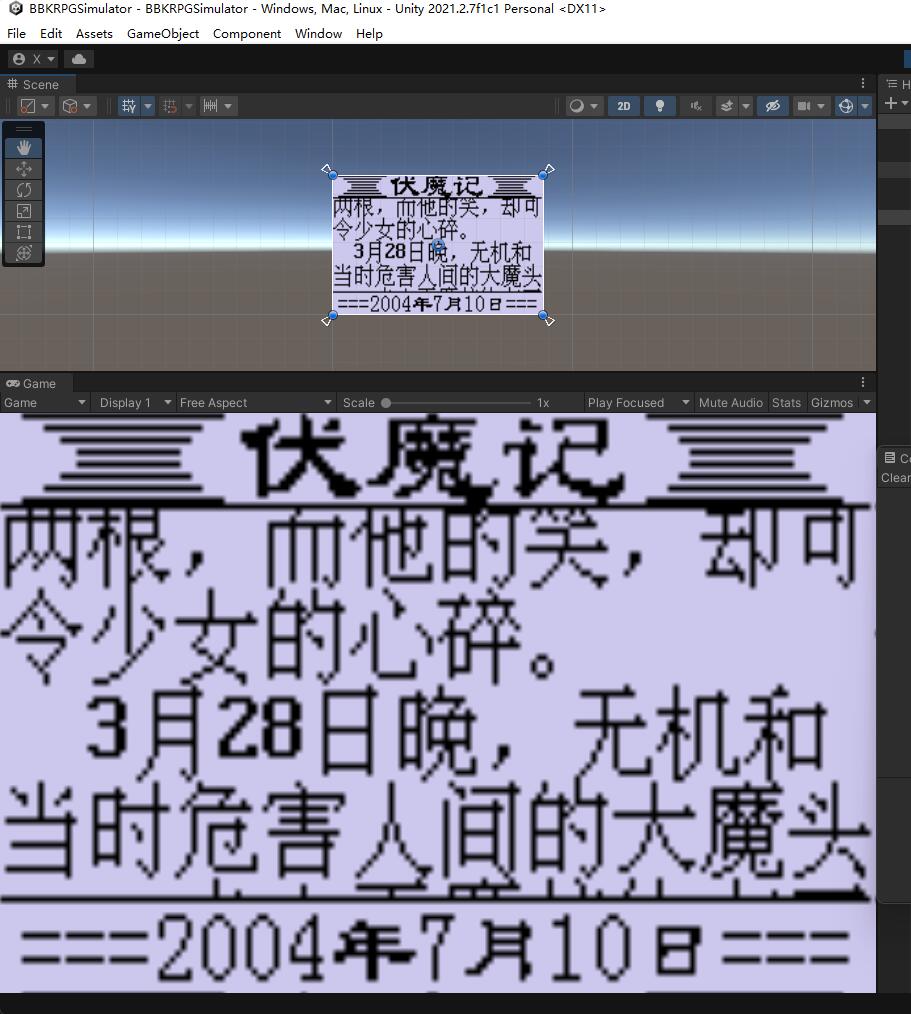 BBKRPGSimulator - BBKRPGSimulator - Windows, Mac, Linux - Unity 2021.2.7f1c1 Personal <DX11>
File Edit Assets GameObject Component Window Help
X
Scene
2D
伏魔记
两根，而他的笑，却可
令少女的心碎。
3月28日晚，无机和
当时危害人间的大魔头
===2004年7月10日===
Game
Game Display 1 Free Aspect Scale 1x Play Focused Mute Audio Stats Gizmos
伏魔记
两根，而他的笑，却可
令少女的心碎。
3月28日晚，无机和
当时危害人间的大魔头
===2004年7月10日===
H
Co
Clear